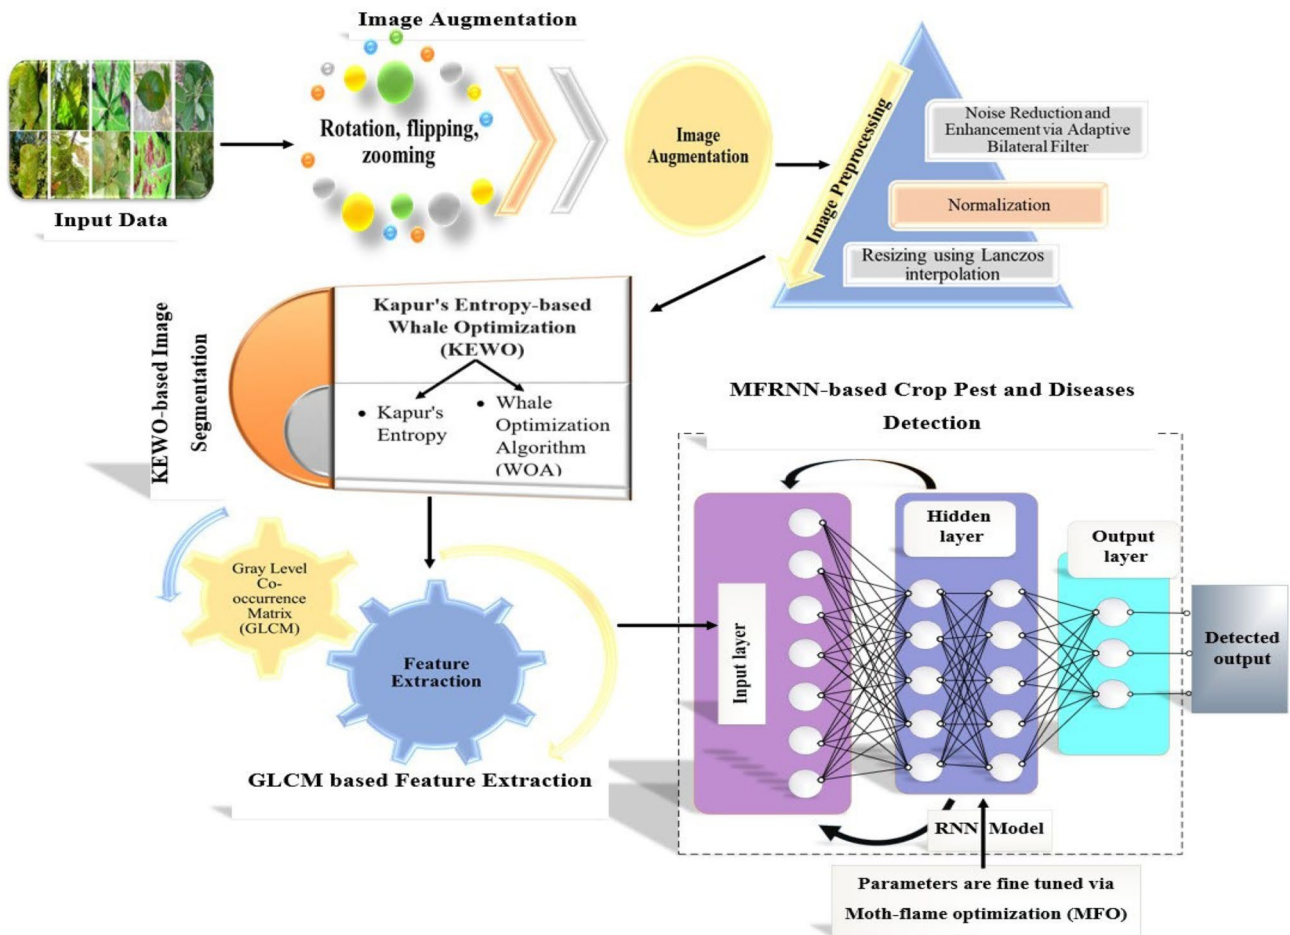 Image Augmentation
Rotation, flipping,
zooming
Input Data
Image
Augmentation
Image Preprocessing
Noise Reduction and
Enhancement via Adaptive
Bilateral Filter
Normalization
Resizing using Lanczos
interpolation
KEWO-based Image
Segmentation
Kapur's Entropy-based
Whale Optimization
(KEWO)
• Kapur's
Entropy
• Whale
Optimization
Algorithm
(WOA)
Gray Level
Co-
occurrence
Matrix
(GLCM)
Feature
Extraction
GLCM based Feature Extraction
MFRNN-based Crop Pest and Diseases
Detection
Input layer
Hidden
layer
Output
layer
Detected
output
RNN Model
Parameters are fine tuned via
Moth-flame optimization (MFO)